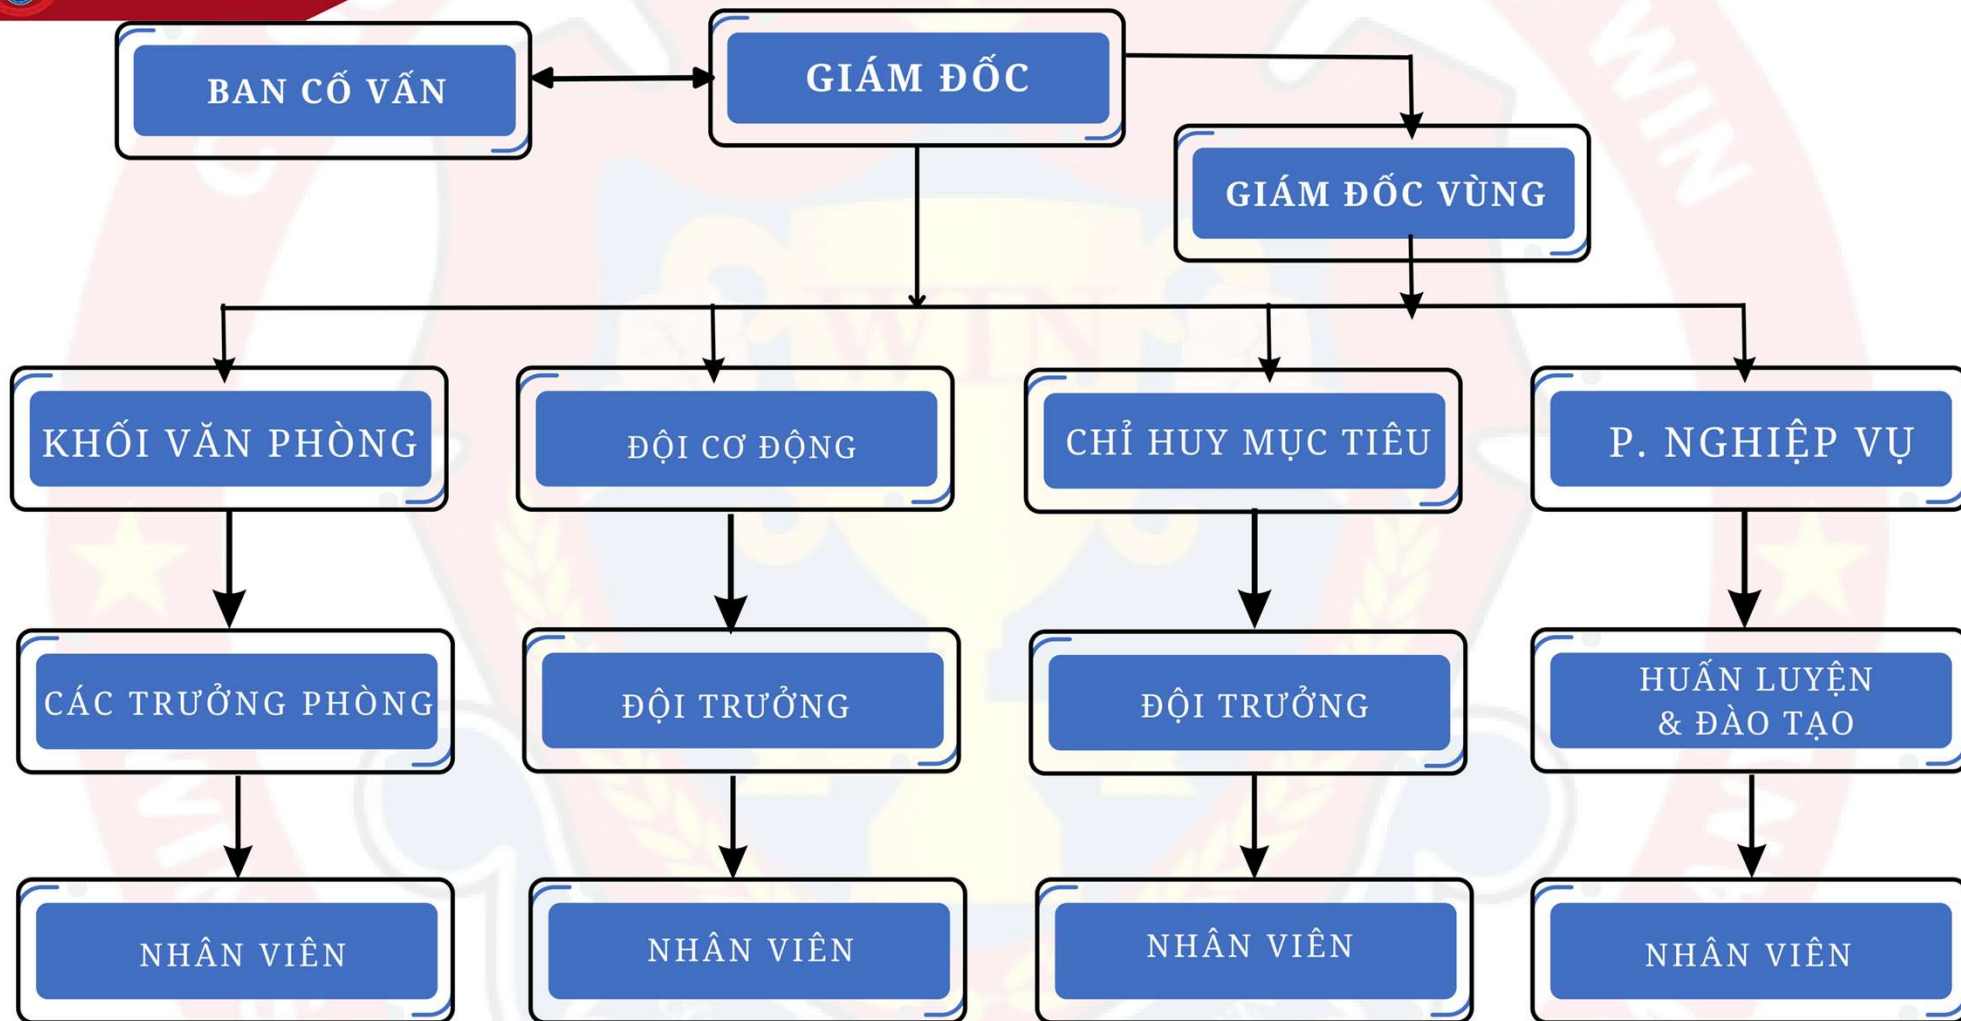 BAN CỐ VẤN
GIÁM ĐỐC
GIÁM ĐỐC VÙNG
KHỐI VĂN PHÒNG
ĐỘI CƠ ĐỘNG
CHỈ HUY MỤC TIÊU
P. NGHIỆP VỤ
CÁC TRƯỞNG PHÒNG
ĐỘI TRƯỞNG
ĐỘI TRƯỞNG
HUẤN LUYỆN
& ĐÀO TẠO
NHÂN VIÊN
NHÂN VIÊN
NHÂN VIÊN
NHÂN VIÊN
WIN
WIN